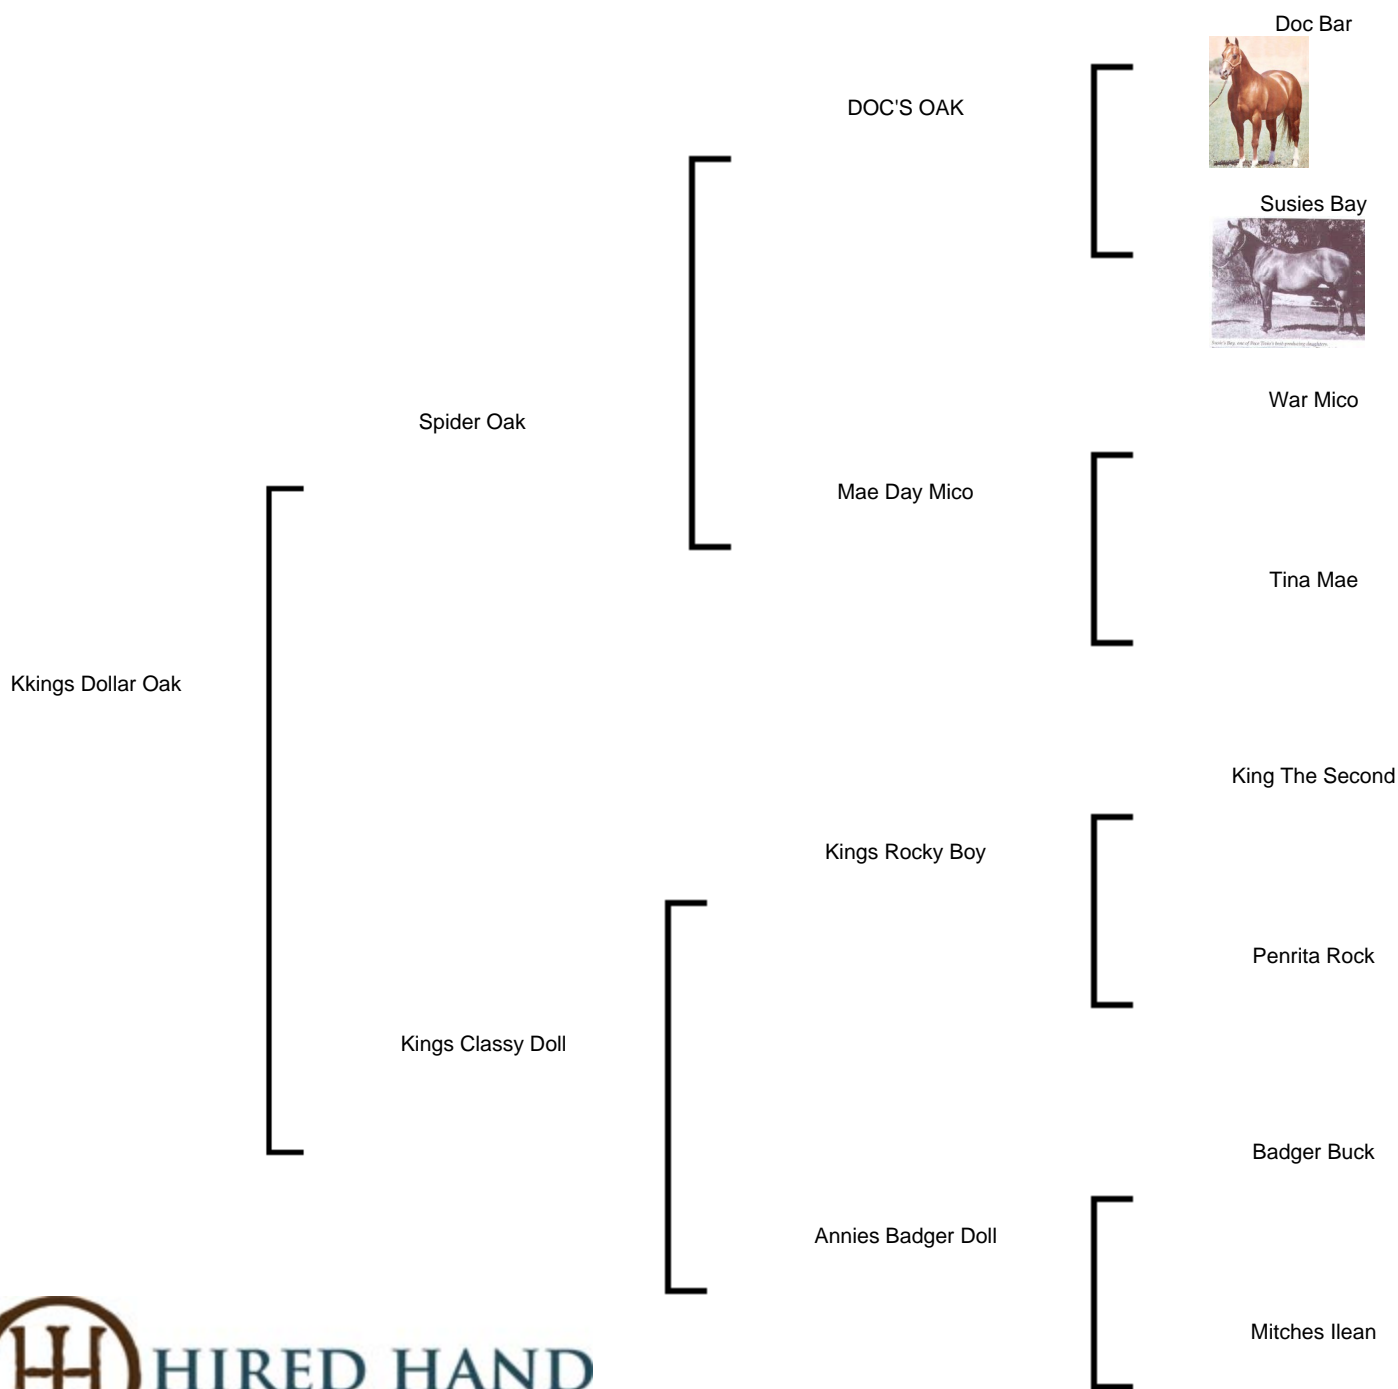 Doc Bar
DOC'S OAK
Susies Bay
War Mico
Spider Oak
Mae Day Mico
Tina Mae
Kkings Dollar Oak
King The Second
Kings Rocky Boy
Penrita Rock
Kings Classy Doll
Badger Buck
Annies Badger Doll
Mitches Ilean
HIRED HAND